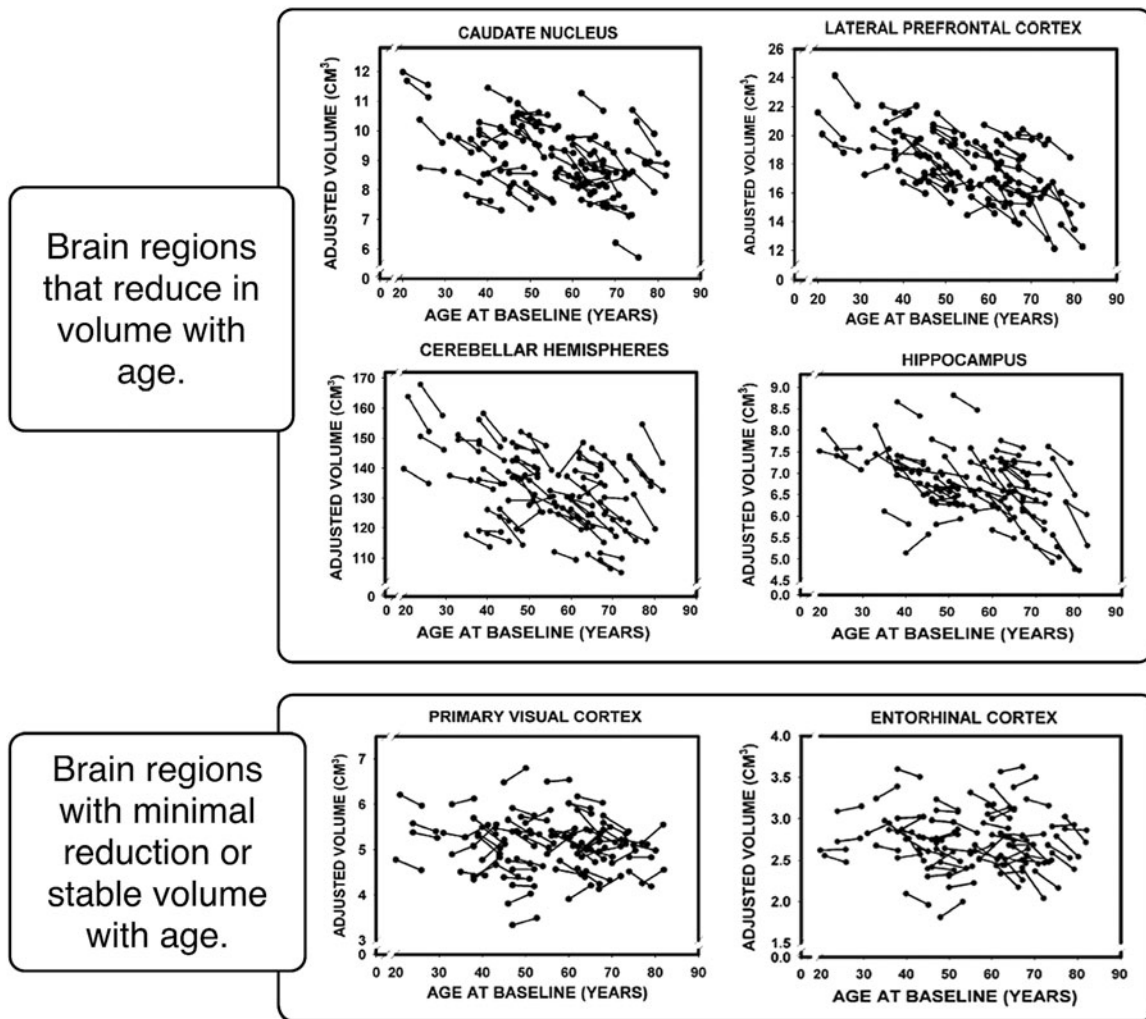 Brain regions
that reduce in
volume with
age.
CAUDATE NUCLEUS
ADJUSTED VOLUME (CM³)
12
11
10
9
8
7
6
0
0 20 30 40 50 60 70 80 90
AGE AT BASELINE (YEARS)
LATERAL PREFRONTAL CORTEX
ADJUSTED VOLUME (CM³)
26
24
22
20
18
16
14
12
0
0 20 30 40 50 60 70 80 90
AGE AT BASELINE (YEARS)
CEREBELLAR HEMISPHERES
ADJUSTED VOLUME (CM³)
170
160
150
140
130
120
110
0
0 20 30 40 50 60 70 80 90
AGE AT BASELINE (YEARS)
HIPPOCAMPUS
ADJUSTED VOLUME (CM³)
9.0
8.5
8.0
7.5
7.0
6.5
6.0
5.5
5.0
4.5
0.0
0 20 30 40 50 60 70 80 90
AGE AT BASELINE (YEARS)
Brain regions
with minimal
reduction or
stable volume
with age.
PRIMARY VISUAL CORTEX
ADJUSTED VOLUME (CM³)
7
6
5
4
3
0
0 20 30 40 50 60 70 80 90
AGE AT BASELINE (YEARS)
ENTORHINAL CORTEX
ADJUSTED VOLUME (CM³)
4.0
3.5
3.0
2.5
2.0
1.5
0.0
0 20 30 40 50 60 70 80 90
AGE AT BASELINE (YEARS)